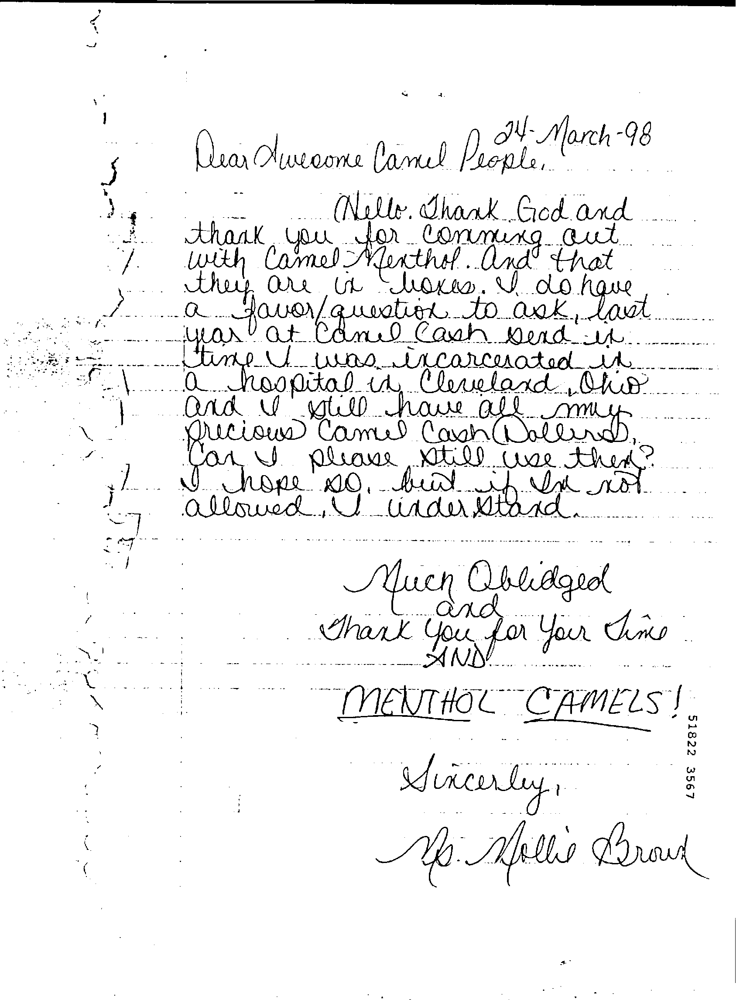 24-March-98
Dear Awesome Camel People,
Hello. Thank God and
thank you for comming out
with Camel Menthol. And that
they are in boxes. I do have
a favor/question to ask, last
year at Camel Cash send in
time I was incarcerated in
a hospital in Cleveland, Ohio
and I still have all my
precious Camel Cash (Dollers).
Can I please still use them?
I hope so, but if Im not
allowed, I understand.
Much Oblidged
and
Thank You for Your Time
AND
MENTHOL CAMELS!
Sincerley,
Ms. Mollie Brown
51822 3567